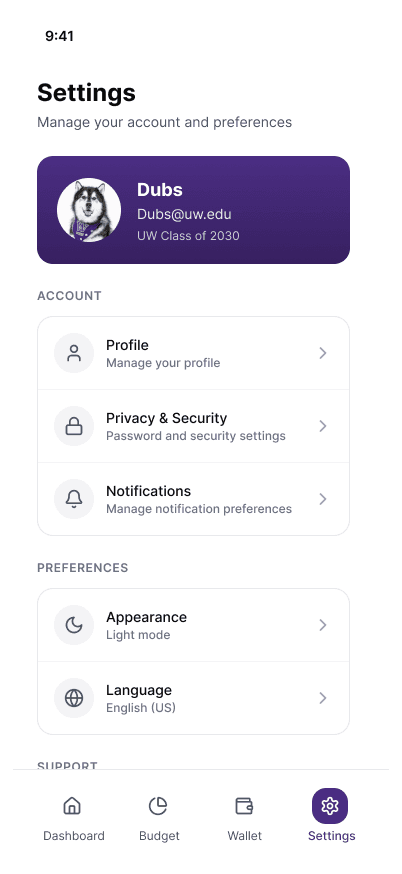 9:41
Settings
Manage your account and preferences
Dubs
Dubs@uw.edu
UW Class of 2030
ACCOUNT
Profile
Manage your profile
Privacy & Security
Password and security settings
Notifications
Manage notification preferences
PREFERENCES
Appearance
Light mode
Language
English (US)
SUPPORT
Dashboard
Budget
Wallet
Settings